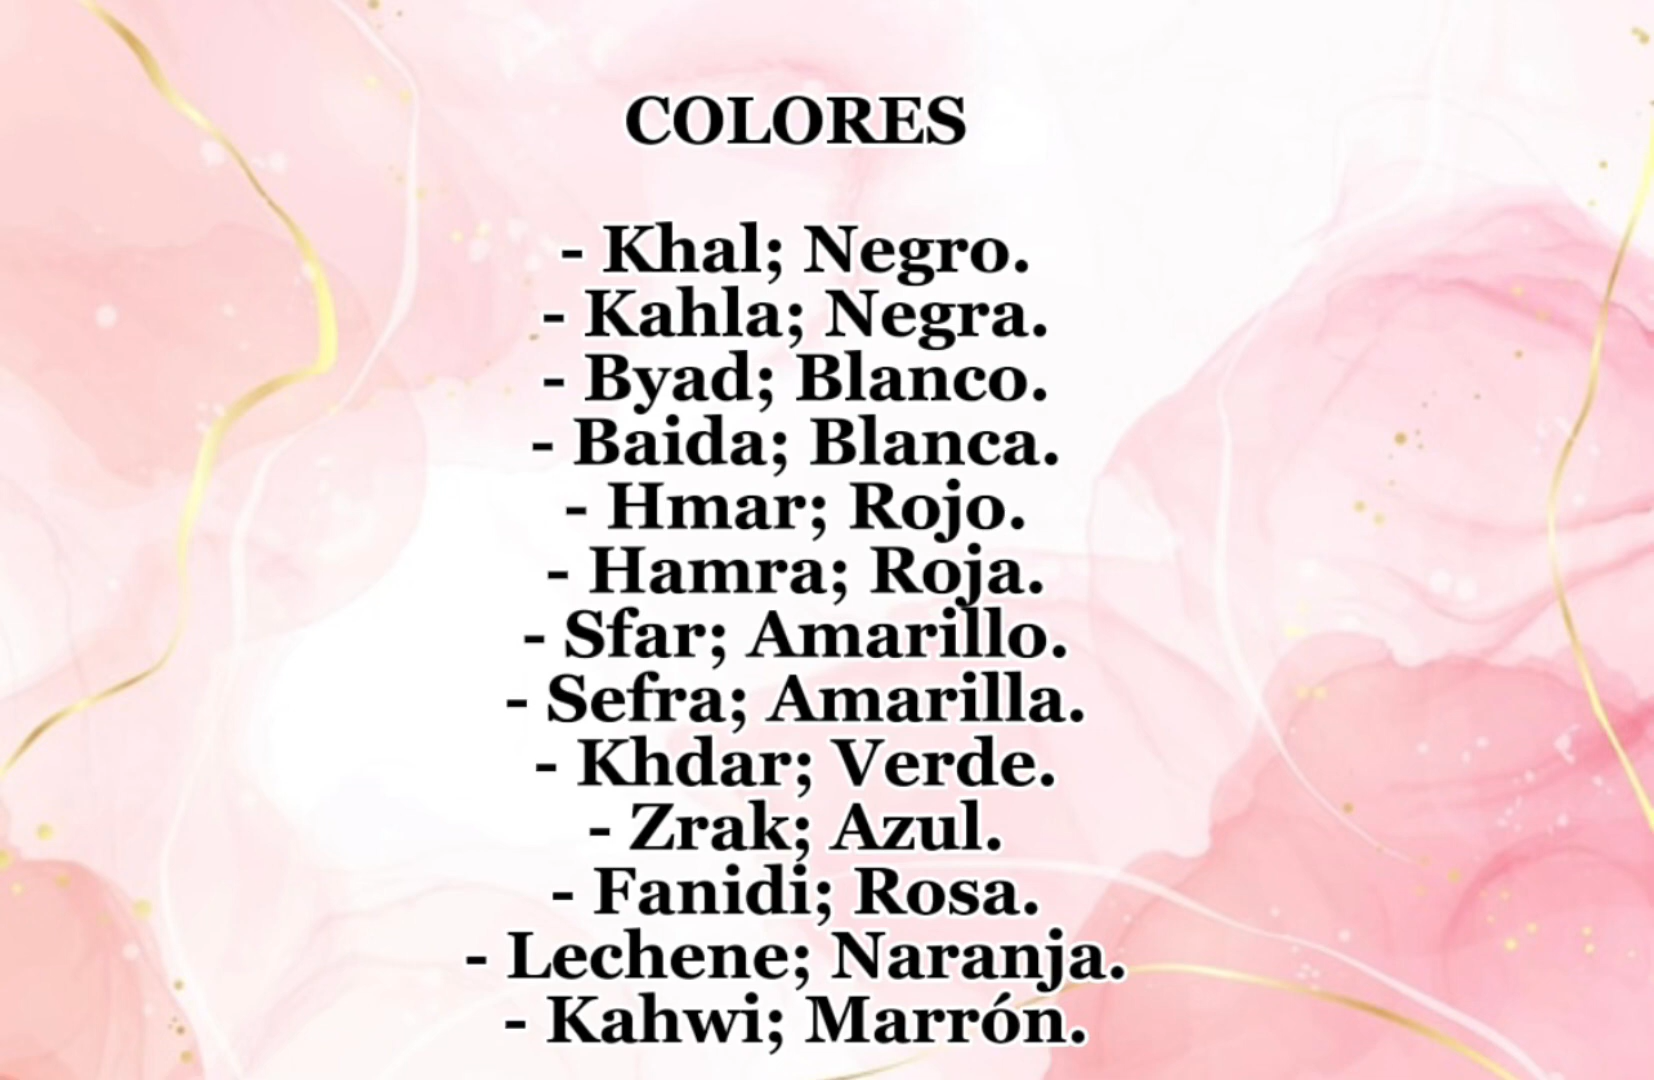 COLORES
- Khal; Negro.
- Kahla; Negra.
- Byad; Blanco.
- Baida; Blanca.
- Hmar; Rojo.
- Hamra; Roja.
- Sfar; Amarillo.
- Sefra; Amarilla.
- Khdar; Verde.
- Zrak; Azul.
- Fanidi; Rosa.
- Lechene; Naranja.
- Kahwi; Marrón.